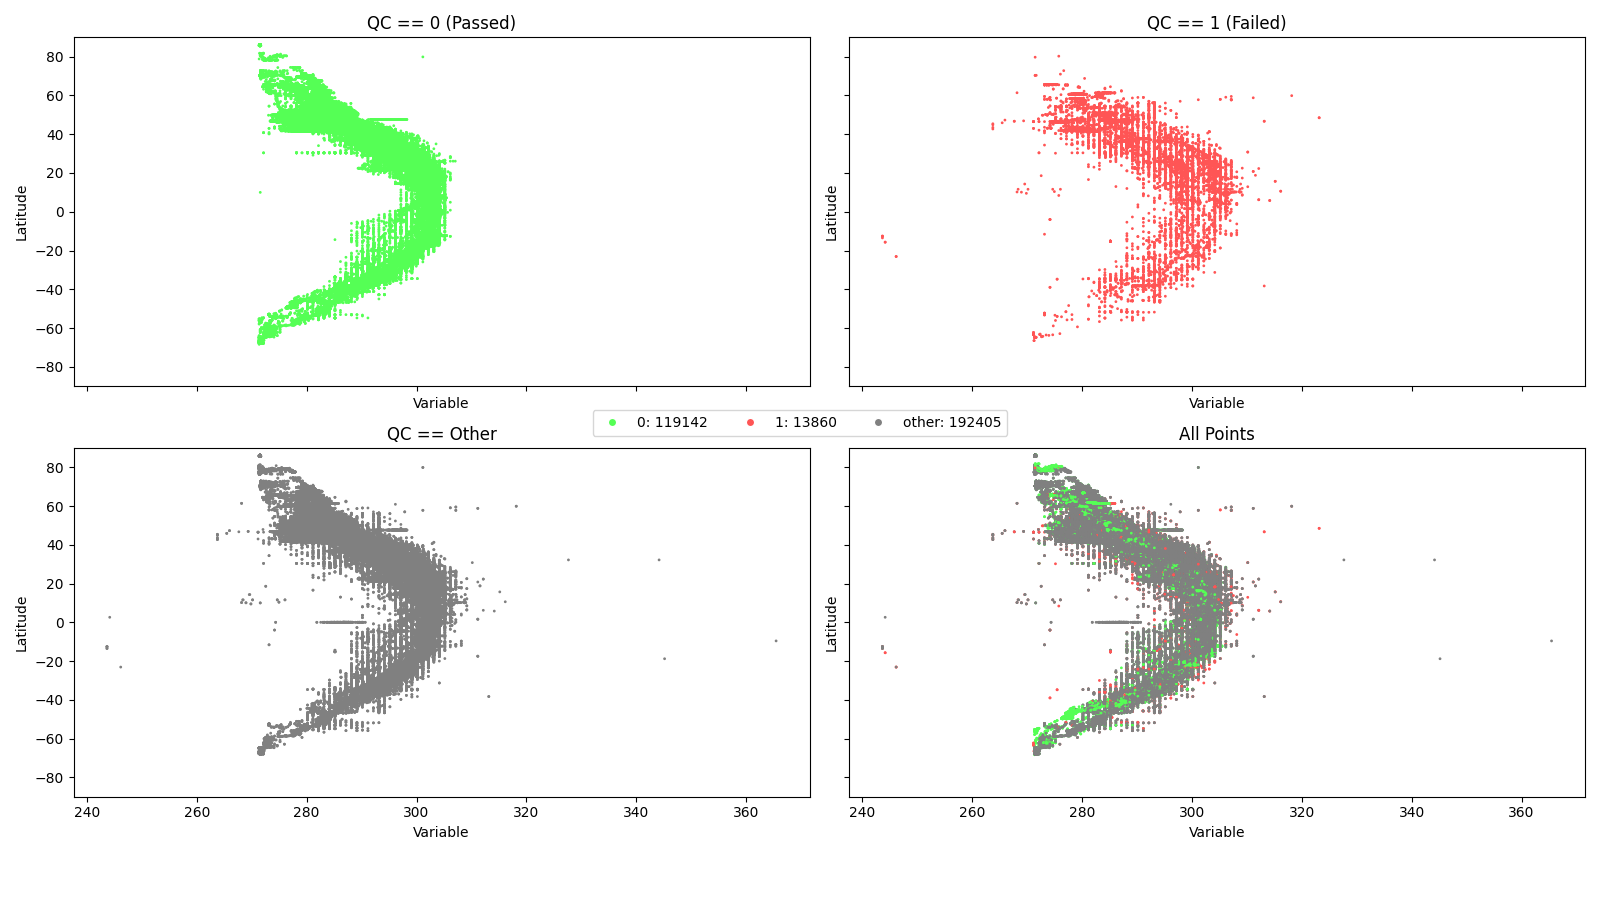 QC == 0 (Passed)
QC == 1 (Failed)
80
60
40
20
0
−20
−40
−60
−80
Latitude
Latitude
Variable
Variable
0: 119142
1: 13860
other: 192405
QC == Other
All Points
80
60
40
20
0
−20
−40
−60
−80
Latitude
Latitude
240
260
280
300
320
340
360
240
260
280
300
320
340
360
Variable
Variable